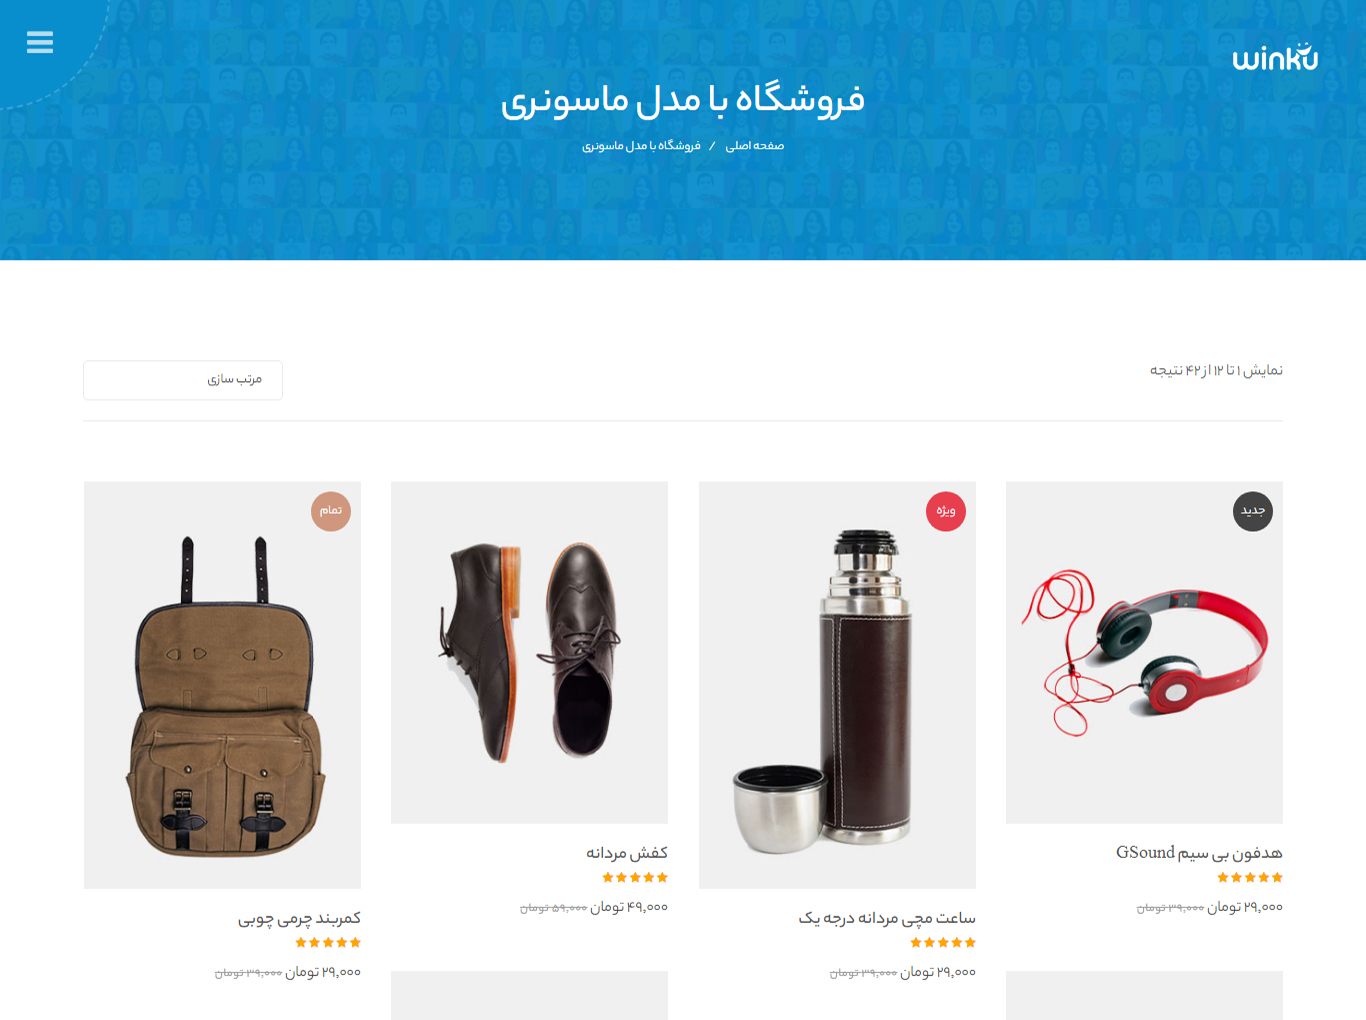 winku
فروشگاه با مدل ماسونری
صفحه اصلی / فروشگاه با مدل ماسونری
نمایش ۱ تا ۱۲ از ۴۲ نتیجه
مرتب سازی
جدید
هدفون بی سیم GSound
۲۹,۰۰۰ تومان ۳۹,۰۰۰ تومان
ویژه
ساعت مچی مردانه درجه یک
۲۹,۰۰۰ تومان ۳۹,۰۰۰ تومان
کفش مردانه
۴۹,۰۰۰ تومان ۵۹,۰۰۰ تومان
تمام
کمربند چرمی چوبی
۲۹,۰۰۰ تومان ۳۹,۰۰۰ تومان